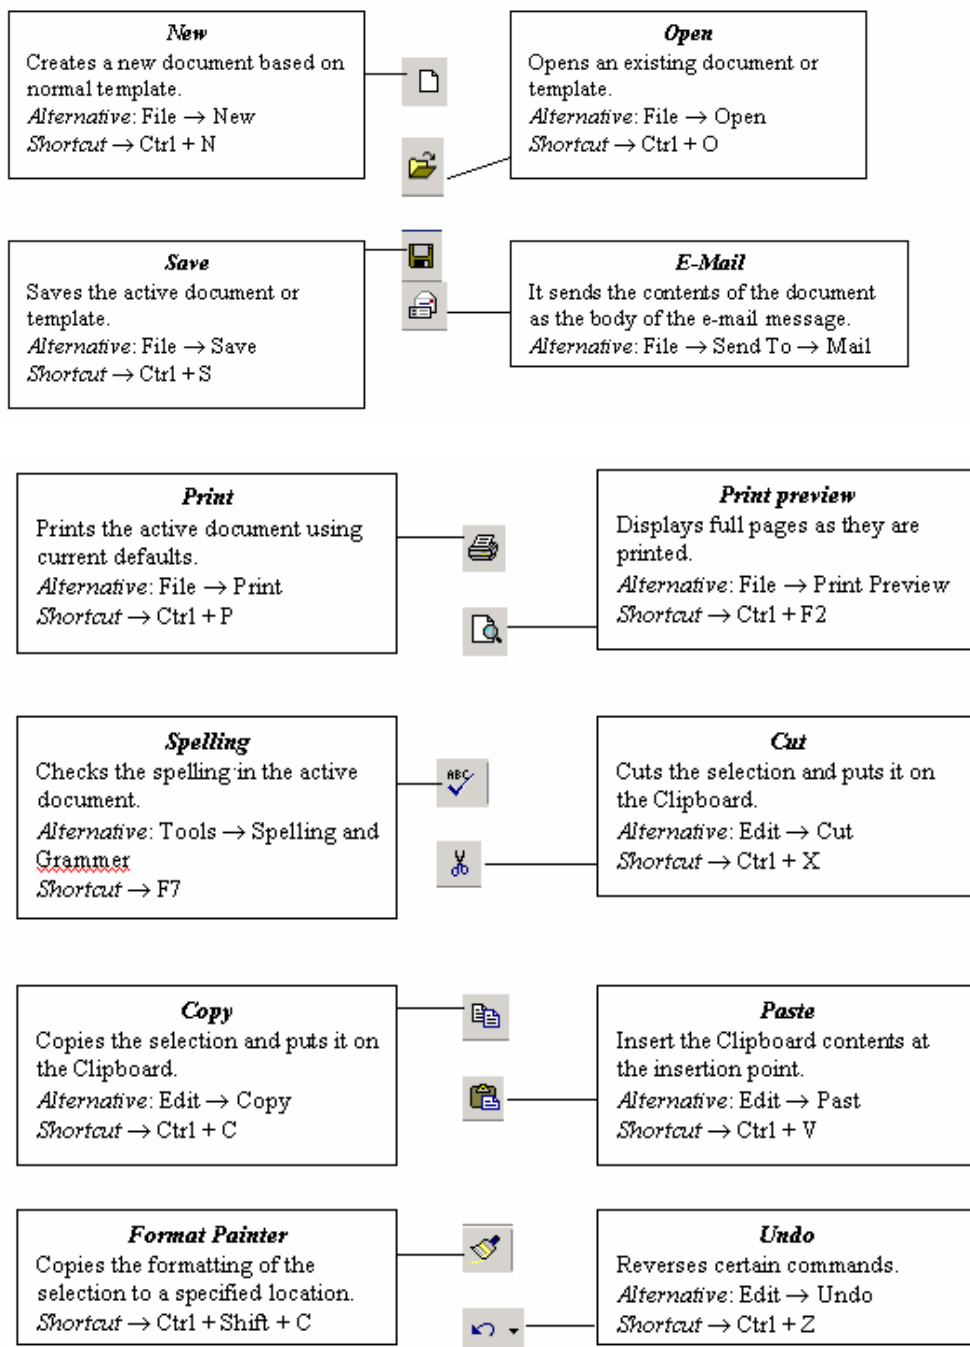 New
Creates a new document based on
normal template.
Alternative: File → New
Shortcut → Ctrl + N
Open
Opens an existing document or
template.
Alternative: File → Open
Shortcut → Ctrl + O
Save
Saves the active document or
template.
Alternative: File → Save
Shortcut → Ctrl + S
E-Mail
It sends the contents of the document
as the body of the e-mail message.
Alternative: File → Send To → Mail
Print
Prints the active document using
current defaults.
Alternative: File → Print
Shortcut → Ctrl + P
Print preview
Displays full pages as they are
printed.
Alternative: File → Print Preview
Shortcut → Ctrl + F2
Spelling
Checks the spelling in the active
document.
Alternative: Tools → Spelling and
Grammer
Shortcut → F7
ABC
Cut
Cuts the selection and puts it on
the Clipboard.
Alternative: Edit → Cut
Shortcut → Ctrl + X
Copy
Copies the selection and puts it on
the Clipboard.
Alternative: Edit → Copy
Shortcut → Ctrl + C
Paste
Insert the Clipboard contents at
the insertion point.
Alternative: Edit → Past
Shortcut → Ctrl + V
Format Painter
Copies the formatting of the
selection to a specified location.
Shortcut → Ctrl + Shift + C
Undo
Reverses certain commands.
Alternative: Edit → Undo
Shortcut → Ctrl + Z